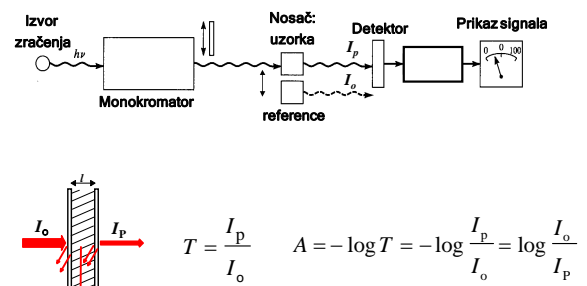 Izvor
zračenja
hν
Monokromator
Nosač:
uzorka
reference
I_p
I_o
Detektor
Prikaz signala
0 0 100
l
I_o
I_P
T = I_p / I_o
A = −log T = −log I_p / I_o = log I_o / I_P